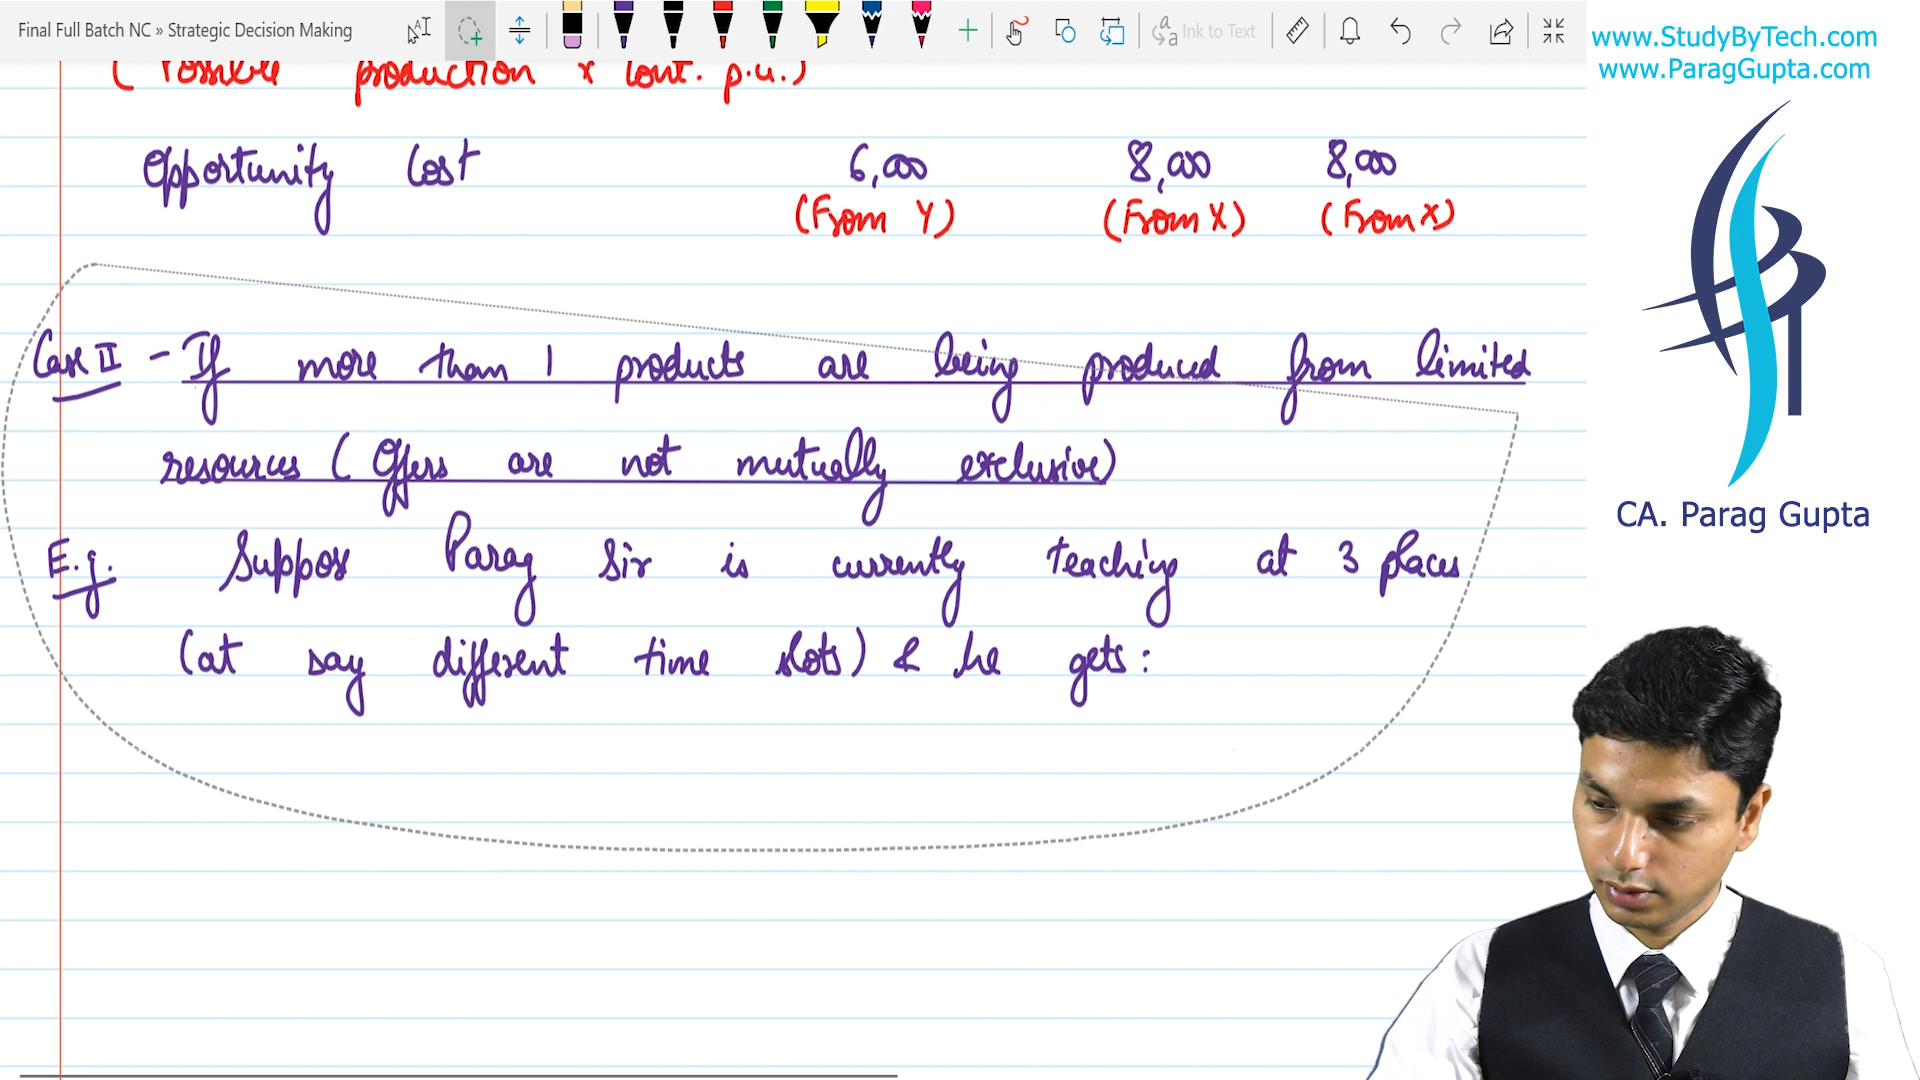 Final Full Batch NC » Strategic Decision Making
Ink to Text
www.StudyByTech.com
www.ParagGupta.com
( Possible production x Cont. p.u.)
Opportunity Cost 6,000 8,000 8,000
(From Y) (From X) (From X)
Case II - If more than 1 products are being produced from limited
resources ( Offers are not mutually exclusive)
CA. Parag Gupta
E.g. Suppose Parag Sir is currently teaching at 3 places
(at say different time slots) & he gets: